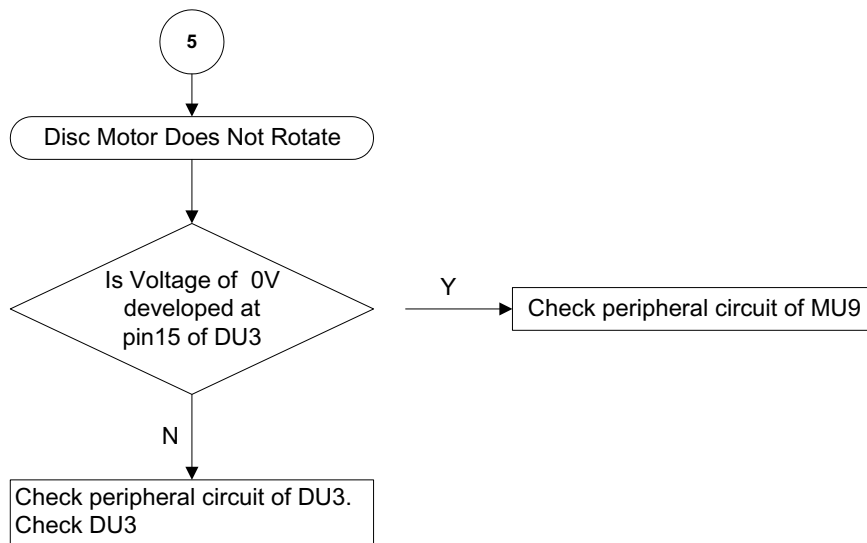 5
Disc Motor Does Not Rotate
Is Voltage of 0V
developed at
pin15 of DU3
Y
Check peripheral circuit of MU9
N
Check peripheral circuit of DU3.
Check DU3